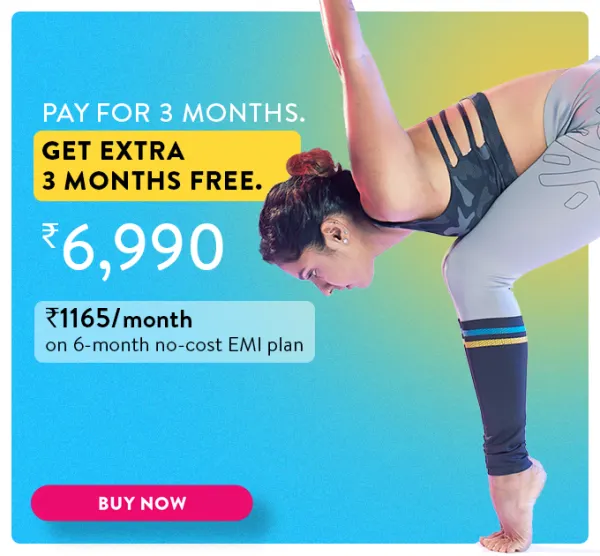 PAY FOR 3 MONTHS.
GET EXTRA
3 MONTHS FREE.
₹6,990
₹1165/month
on 6-month no-cost EMI plan
BUY NOW